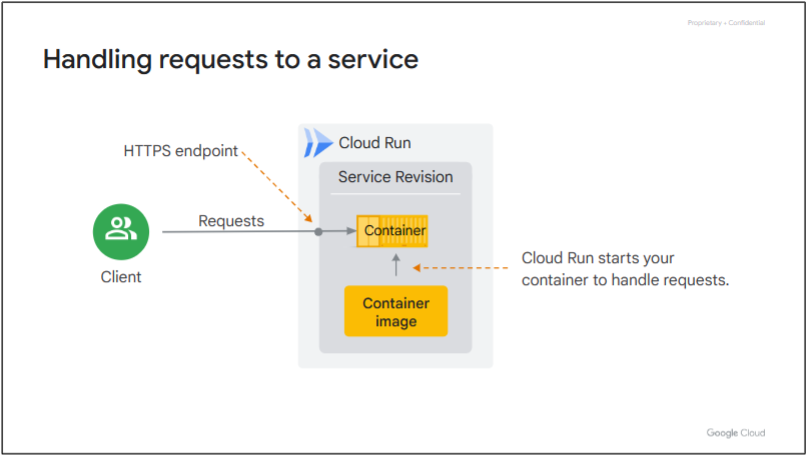 Proprietary + Confidential
Handling requests to a service
HTTPS endpoint
Cloud Run
Service Revision
Requests
Container
Client
Cloud Run starts your
container to handle requests.
Container
image
Google Cloud